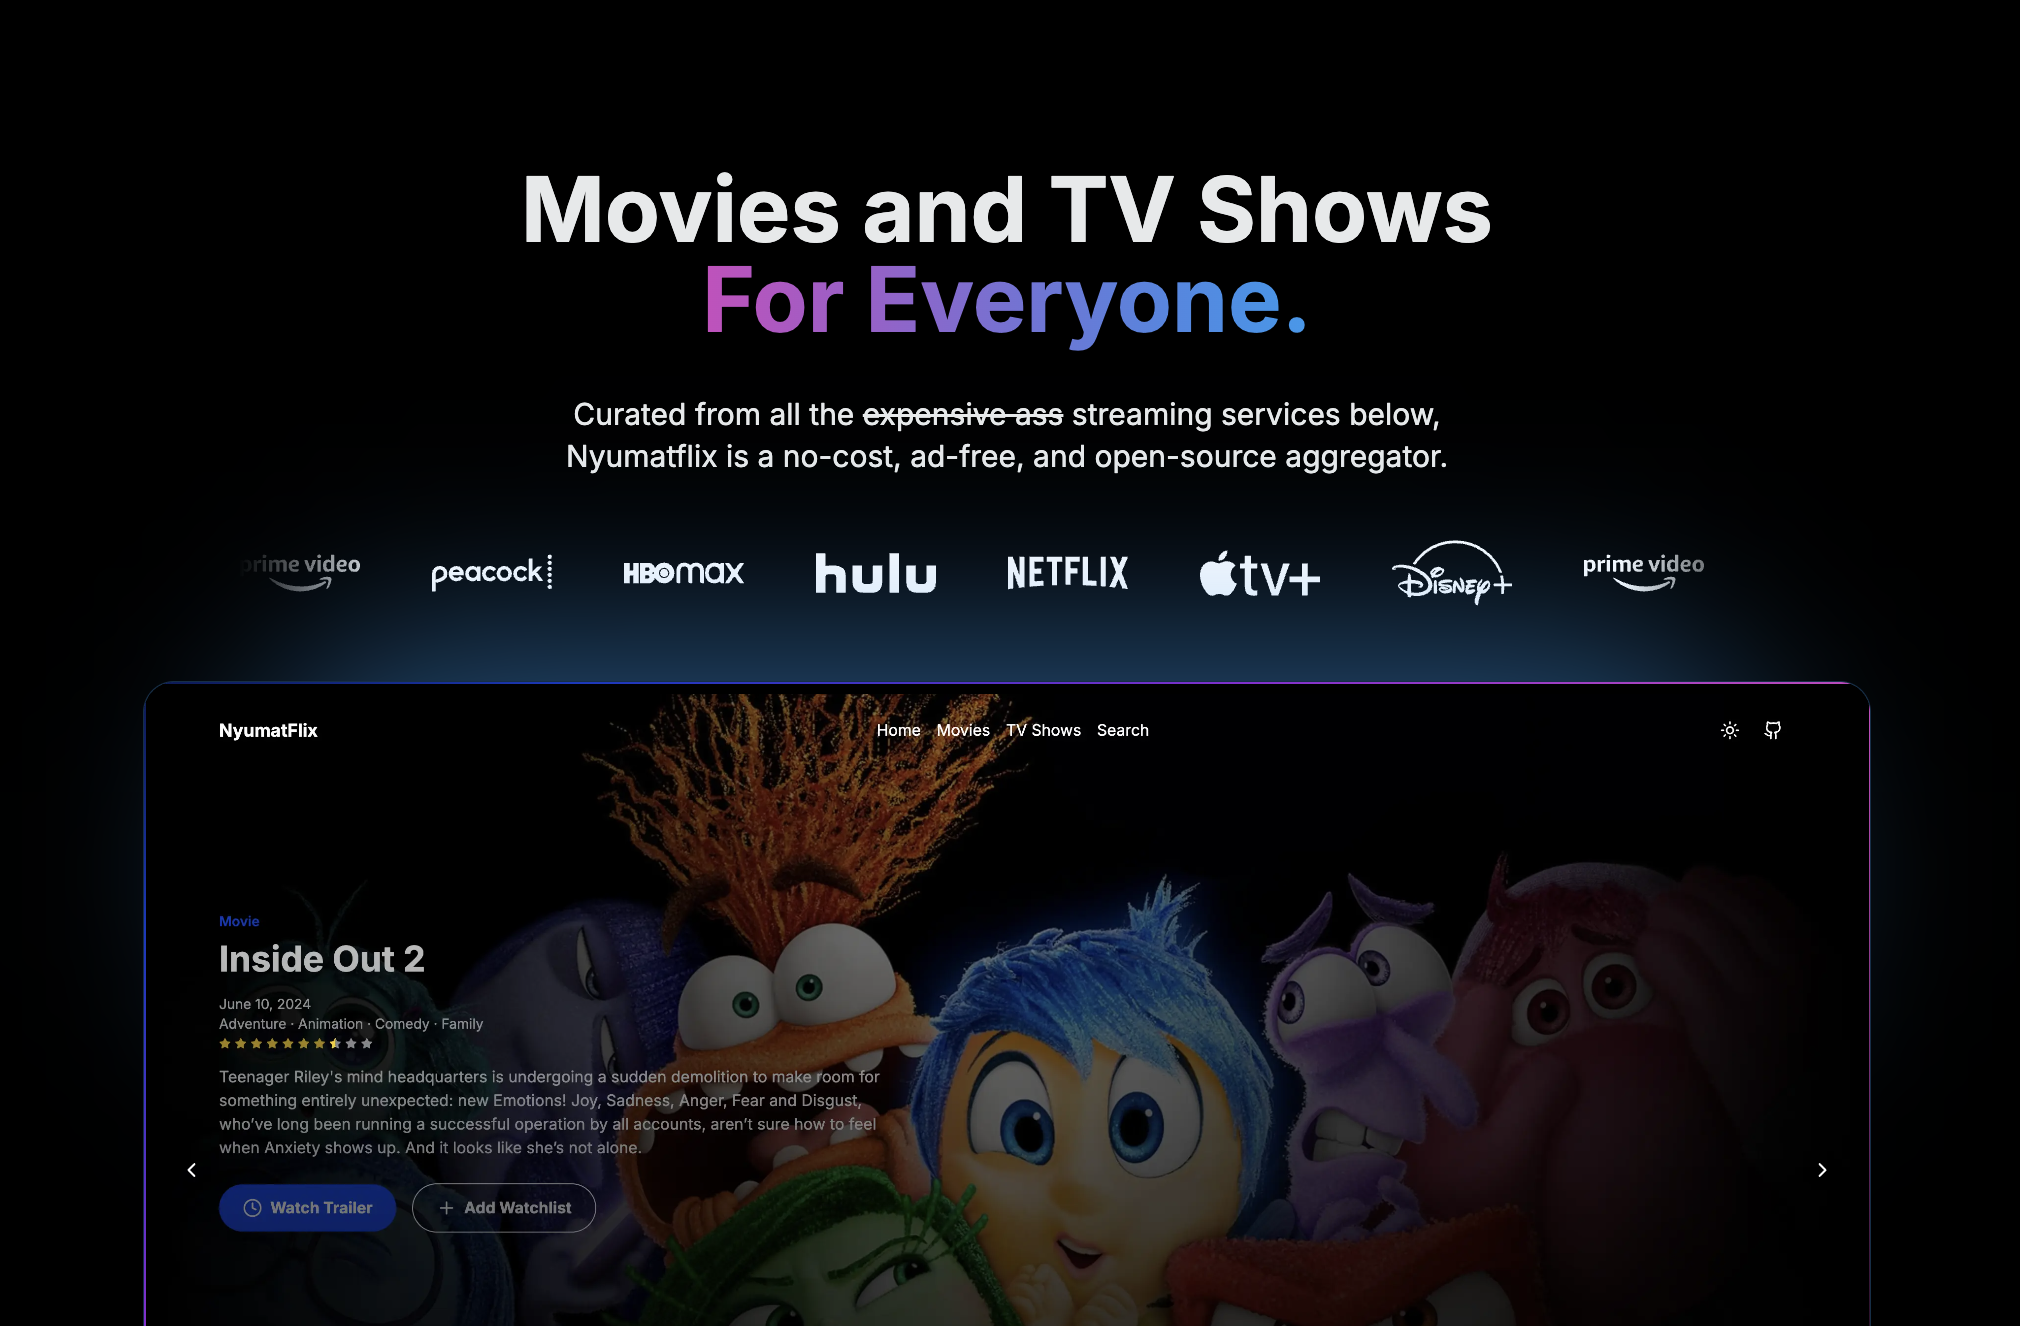 Movies and TV Shows
For Everyone.
Curated from all the expensive ass streaming services below,
Nyumatflix is a no-cost, ad-free, and open-source aggregator.
prime video
peacock
HBOmax
hulu
NETFLIX
tv+
Disney+
prime video
NyumatFlix
Home
Movies
TV Shows
Search
Movie
Inside Out 2
June 10, 2024
Adventure · Animation · Comedy · Family
Teenager Riley's mind headquarters is undergoing a sudden demolition to make room for
something entirely unexpected: new Emotions! Joy, Sadness, Anger, Fear and Disgust,
who’ve long been running a successful operation by all accounts, aren’t sure how to feel
when Anxiety shows up. And it looks like she’s not alone.
Watch Trailer
Add Watchlist